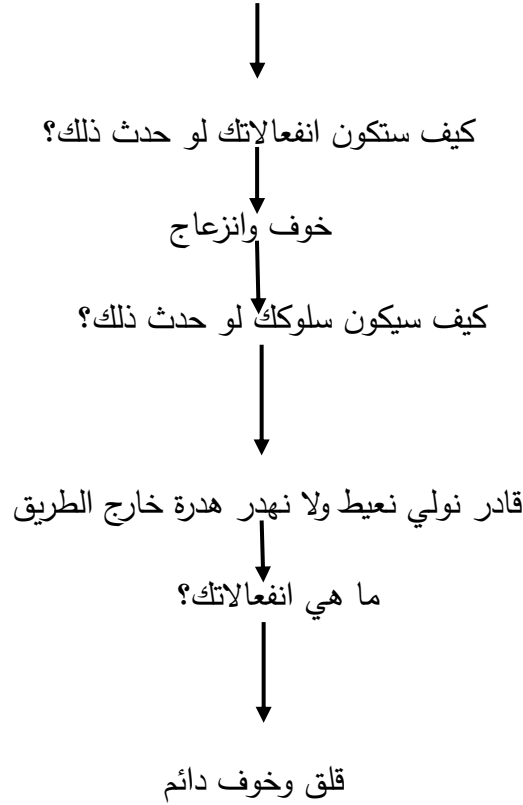 كيف ستكون انفعالاتك لو حدث ذلك؟
خوف وانزعاج
كيف سيكون سلوكك لو حدث ذلك؟
قادر نولي نعيط ولا نهدر هدرة خارج الطريق
ما هي انفعالاتك؟
قلق وخوف دائم